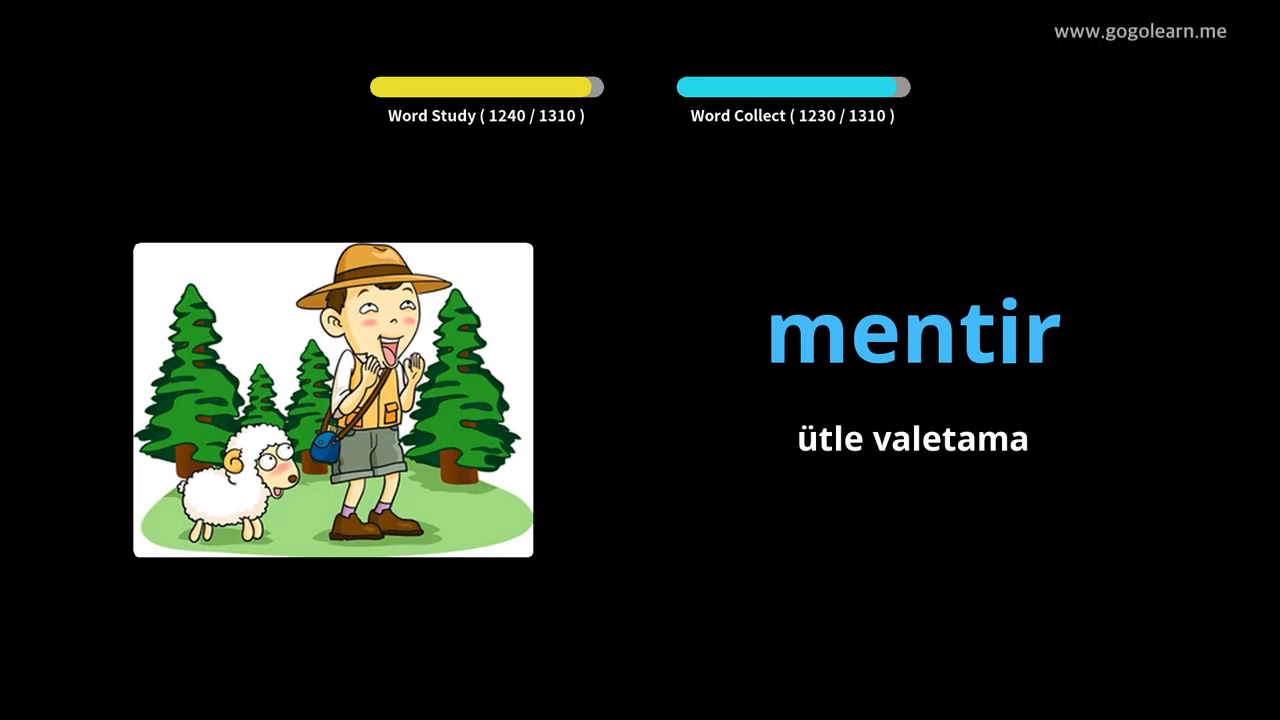 www.gogolearn.me
Word Study ( 1240 / 1310 )
Word Collect ( 1230 / 1310 )
mentir
ütle valetama